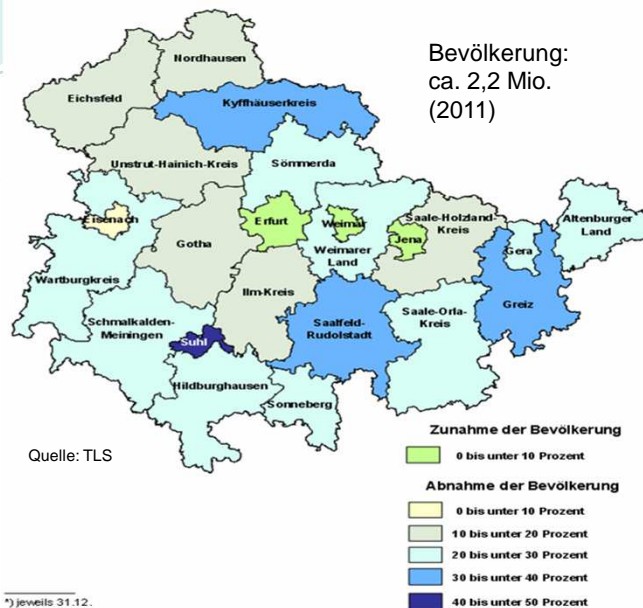 Bevölkerung:
ca. 2,2 Mio.
(2011)
Nordhausen
Eichsfeld
Kyffhäuserkreis
Unstrut-Hainich-Kreis
Sömmerda
Eisenach
Erfurt
Weimar
Jena
Saale-Holzland-
Kreis
Altenburger
Land
Gotha
Weimarer
Land
Gera
Wartburgkreis
Ilm-Kreis
Greiz
Schmalkalden-
Meiningen
Suhl
Saalfeld-
Rudolstadt
Saale-Orla-
Kreis
Hildburghausen
Sonneberg
Quelle: TLS
Zunahme der Bevölkerung
0 bis unter 10 Prozent
Abnahme der Bevölkerung
0 bis unter 10 Prozent
10 bis unter 20 Prozent
20 bis unter 30 Prozent
30 bis unter 40 Prozent
40 bis unter 50 Prozent
*) jeweils 31.12.